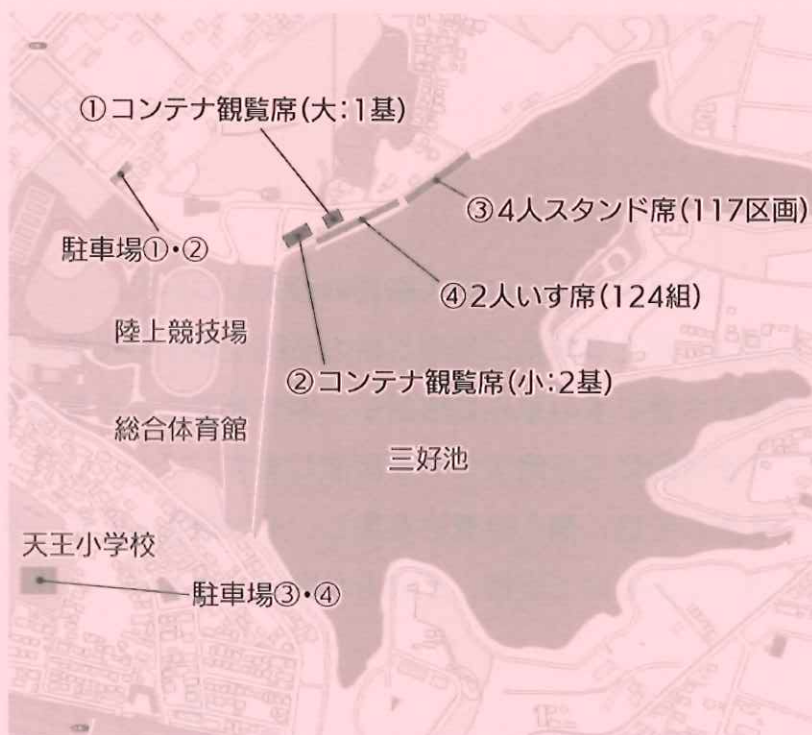 ①コンテナ観覧席(大:1基)
③4人スタンド席(117区画)
駐車場①・②
④2人いす席(124組)
陸上競技場
②コンテナ観覧席(小:2基)
総合体育館
三好池
天王小学校
駐車場③・④